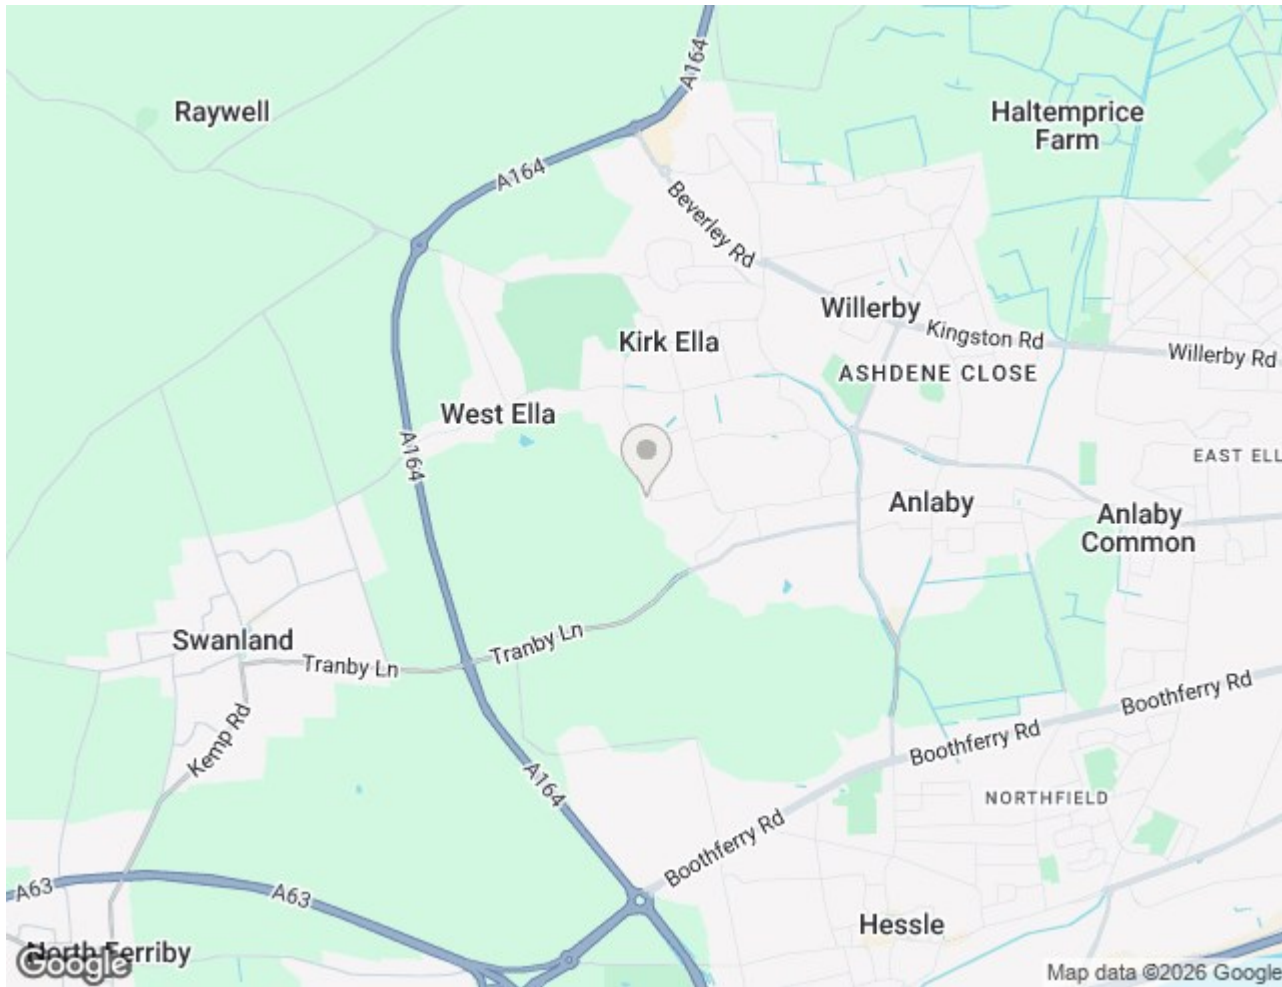 A164
Raywell
Haltemprice
Farm
A164
Beverley Rd
Willerby
Kingston Rd
Kirk Ella
Willerby Rd
ASHDENE CLOSE
West Ella
A164
EAST ELL
Anlaby
Anlaby
Common
Swanland
Tranby Ln
Tranby Ln
Boothferry Rd
Kemp Rd
Boothferry Rd
A164
NORTHFIELD
Boothferry Rd
A63
A63
Hessle
North Ferriby
Google
Map data ©2026 Google